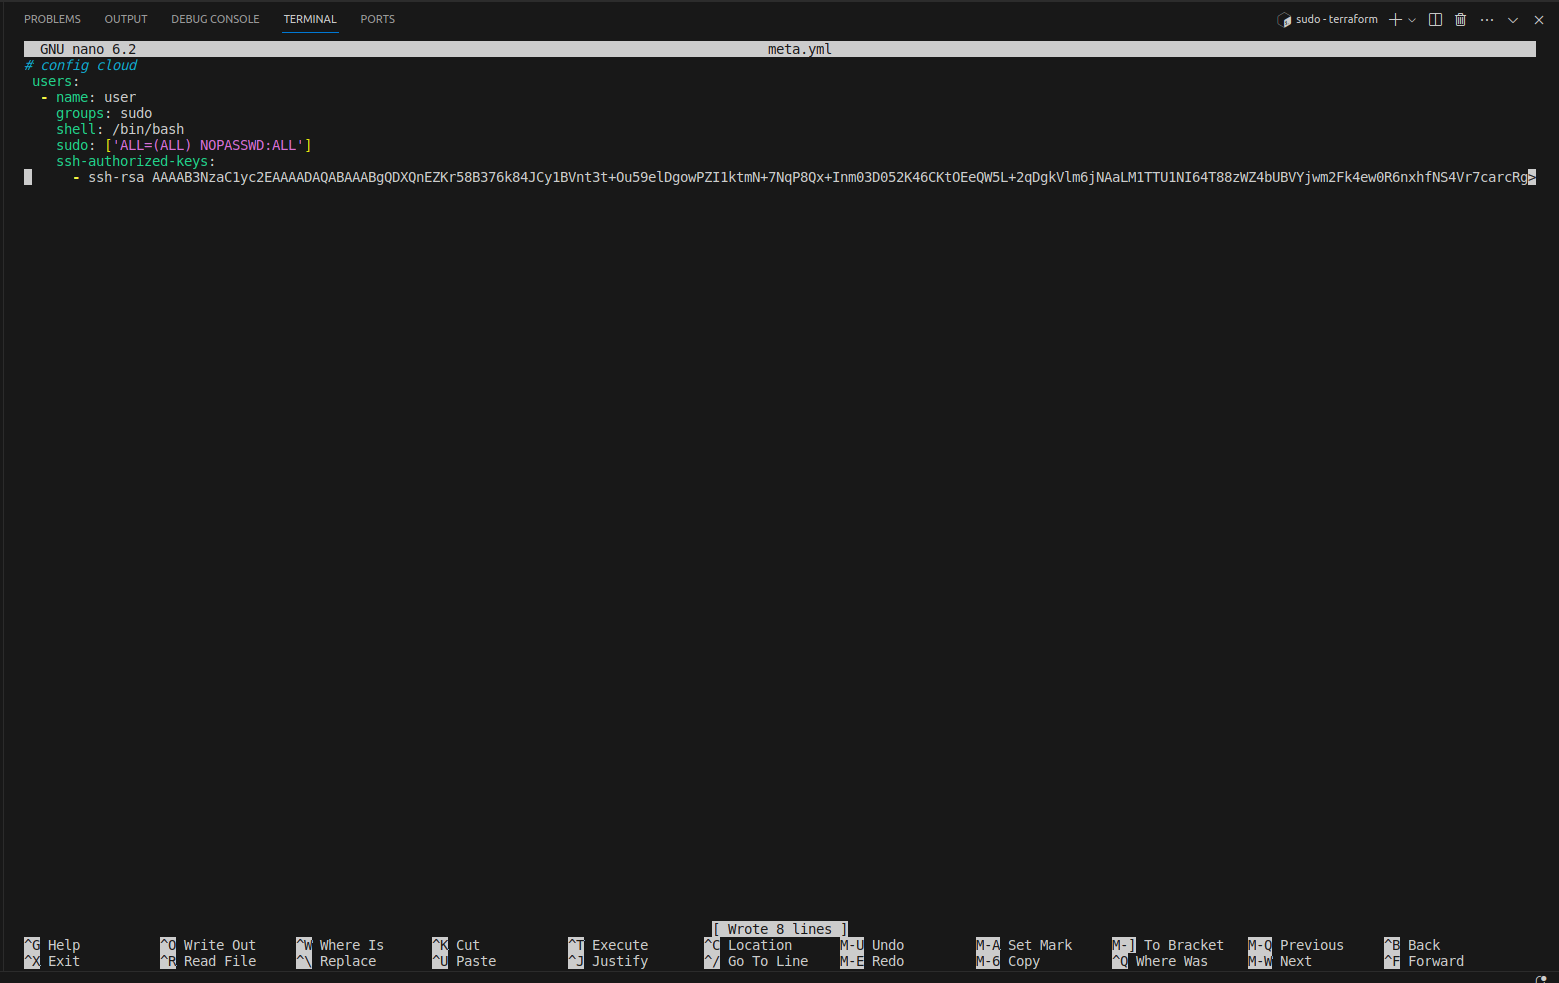 PROBLEMS OUTPUT DEBUG CONSOLE TERMINAL PORTS sudo - terraform
GNU nano 6.2 meta.yml
# config cloud
users:
- name: user
groups: sudo
shell: /bin/bash
sudo: ['ALL=(ALL) NOPASSWD:ALL']
ssh-authorized-keys:
- ssh-rsa AAAAB3NzaC1yc2EAAAADAQABAAABgQDXQnEZKr58B376k84JCy1BVnt3t+Ou59elDgowPZI1ktmN+7NqP8Qx+Inm03D052K46CKtOEeQW5L+2qDgkVlm6jNAaLM1TTU1NI64T88zWZ4bUBVYjwm2Fk4ew0R6nxhfNS4Vr7carcRg>
[ Wrote 8 lines ]
^G Help ^O Write Out ^W Where Is ^K Cut ^T Execute ^C Location M-U Undo M-A Set Mark M-] To Bracket M-Q Previous ^B Back
^X Exit ^R Read File ^\ Replace ^U Paste ^J Justify ^/ Go To Line M-E Redo M-6 Copy ^Q Where Was M-W Next ^F Forward